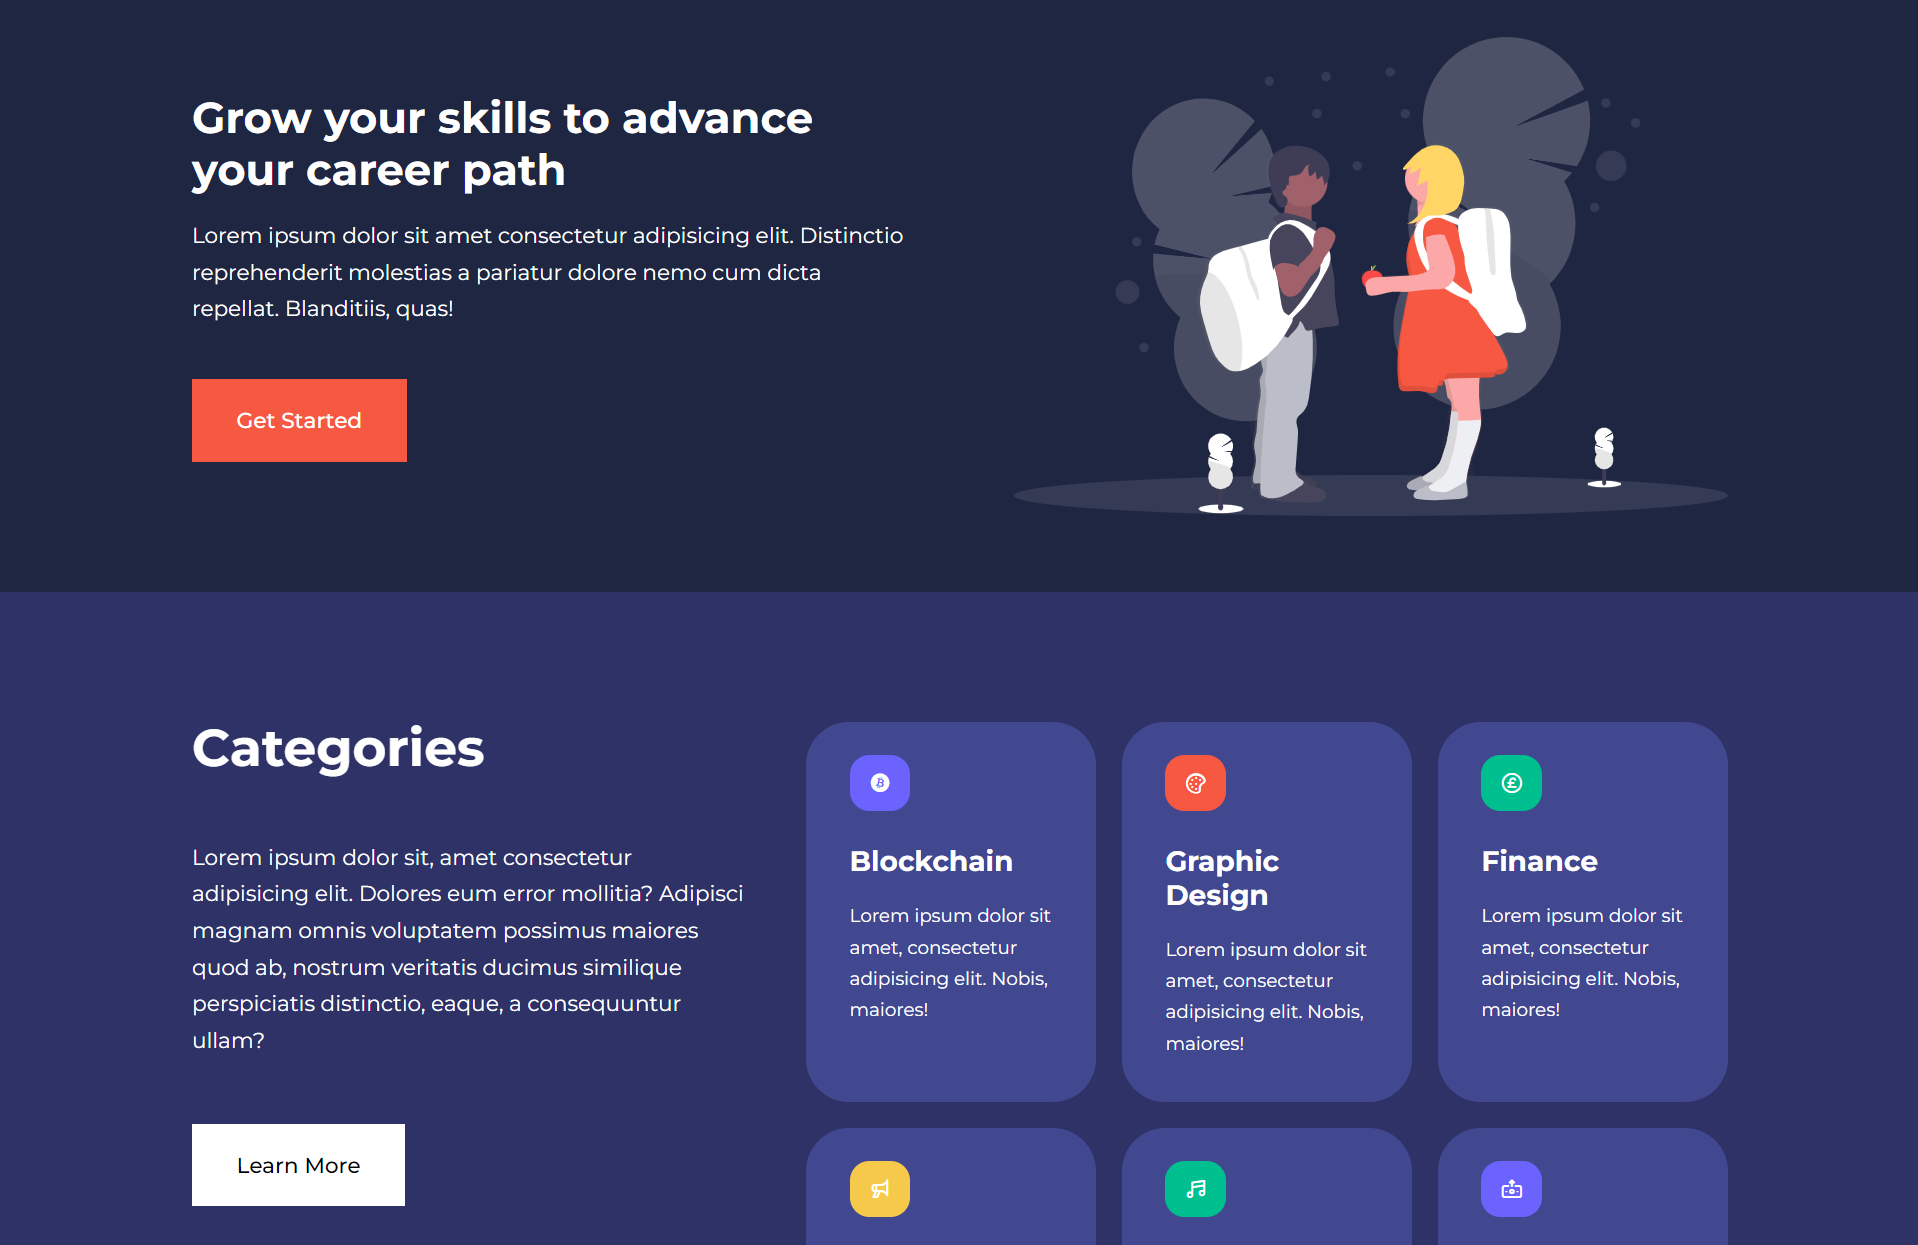 Grow your skills to advance
your career path
Lorem ipsum dolor sit amet consectetur adipisicing elit. Distinctio
reprehenderit molestias a pariatur dolore nemo cum dicta
repellat. Blanditiis, quas!
Get Started
Categories
Lorem ipsum dolor sit, amet consectetur
adipisicing elit. Dolores eum error mollitia? Adipisci
magnam omnis voluptatem possimus maiores
quod ab, nostrum veritatis ducimus similique
perspiciatis distinctio, eaque, a consequuntur
ullam?
Learn More
Blockchain
Lorem ipsum dolor sit
amet, consectetur
adipisicing elit. Nobis,
maiores!
Graphic
Design
Lorem ipsum dolor sit
amet, consectetur
adipisicing elit. Nobis,
maiores!
Finance
Lorem ipsum dolor sit
amet, consectetur
adipisicing elit. Nobis,
maiores!